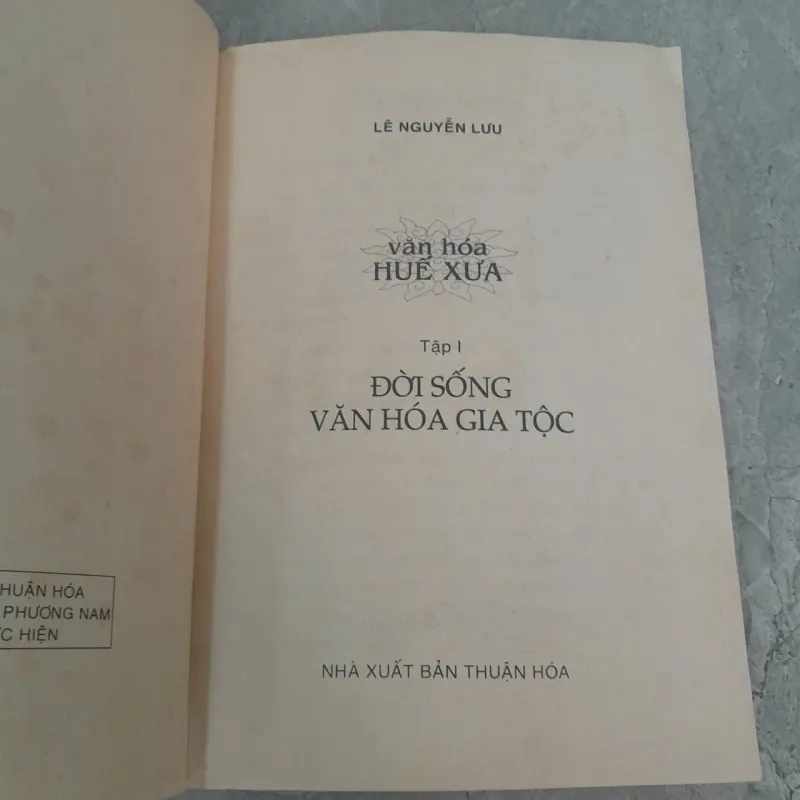 HUẬN HÓA
PHƯƠNG NAM
C HIỆN
LÊ NGUYỄN LƯU
văn hóa
HUẾ XƯA
Tập I
ĐỜI SỐNG
VĂN HÓA GIA TỘC
NHÀ XUẤT BẢN THUẬN HÓA